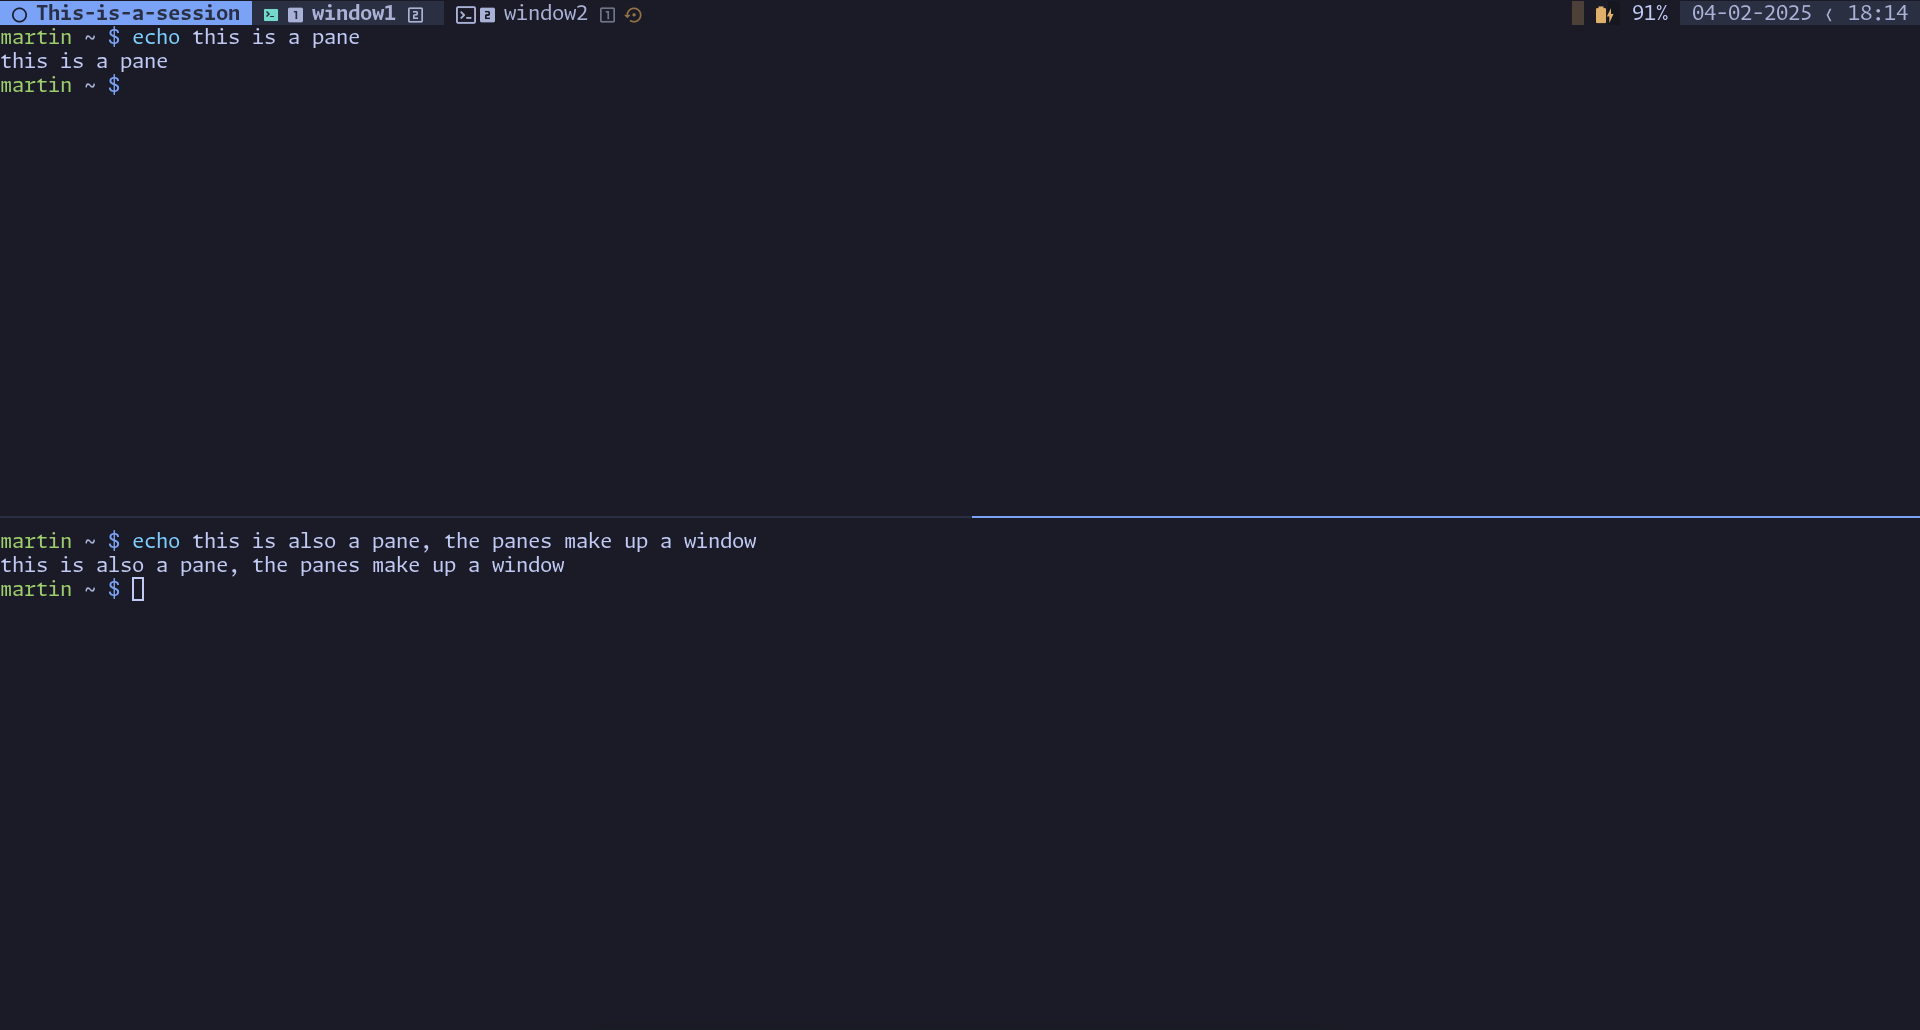 This-is-a-session 1 window1 2 2 window2 1 91% 04-02-2025 ❬ 18:14
martin ~ $ echo this is a pane
this is a pane
martin ~ $
martin ~ $ echo this is also a pane, the panes make up a window
this is also a pane, the panes make up a window
martin ~ $